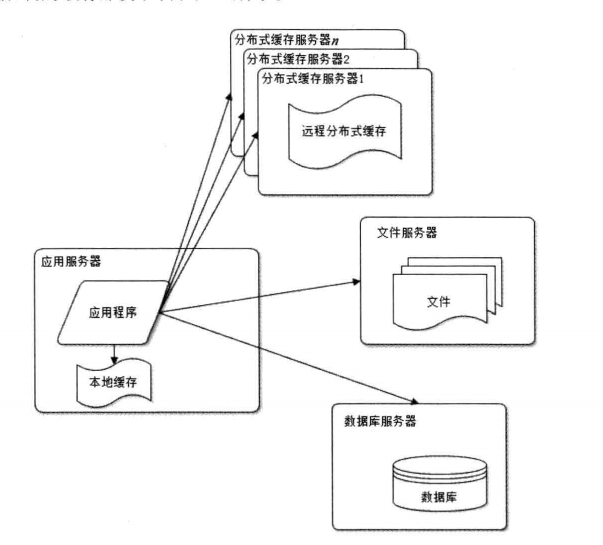 分布式缓存服务器n
分布式缓存服务器2
分布式缓存服务器1
远程分布式缓存
文件服务器
文件
应用服务器
应用程序
本地缓存
数据库服务器
数据库